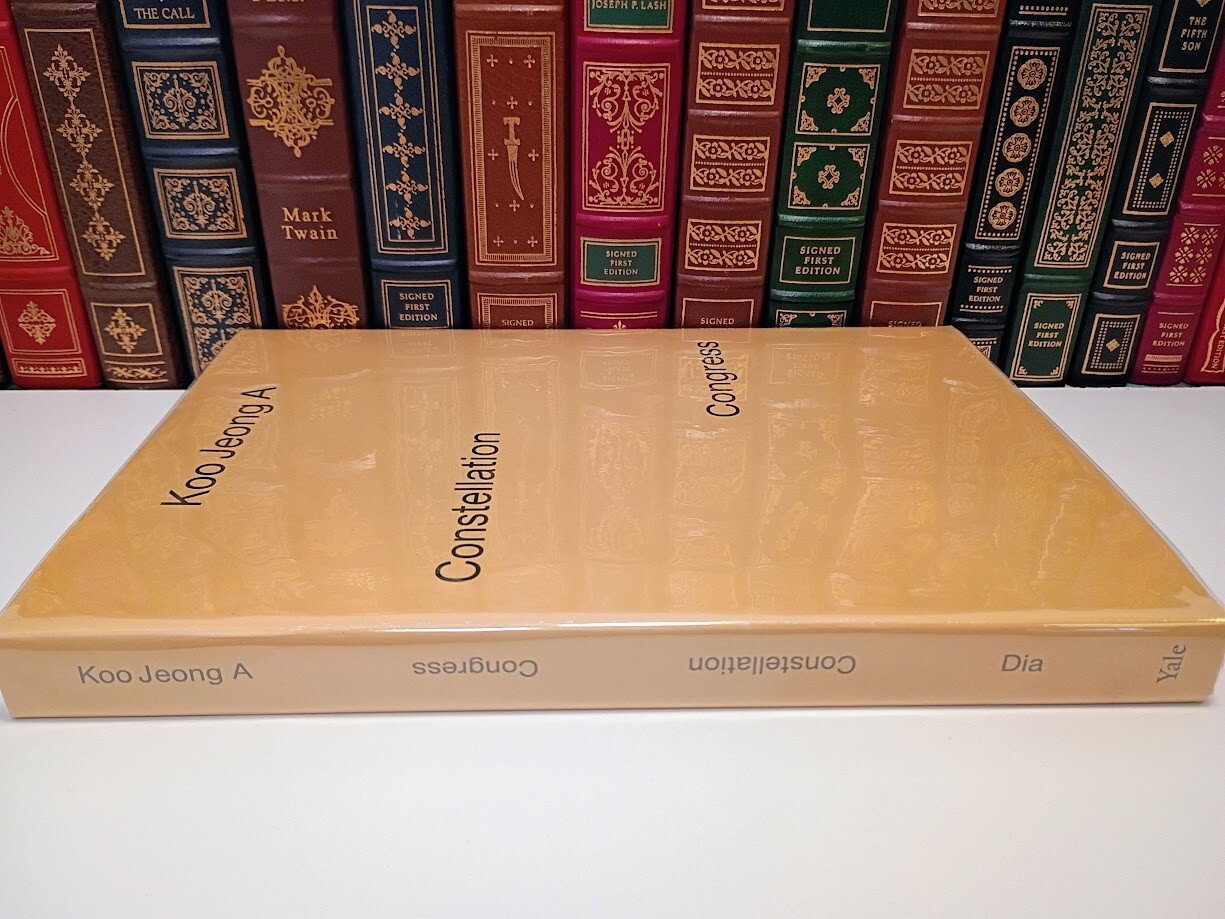 THE CALL
Mark
Twain
SIGNED
FIRST
EDITION
SIGNED
JOSEPH P. LASH
SIGNED
FIRST
EDITION
SIGNED
SIGNED
FIRST
EDITION
SIGNED
SIGNED
FIRST
EDITION
SIGNED
FIRST
EDITION
THE
FIFTH
SON
SIGNED
FIRST
EDITION
SIGNED
FIRST
EDITION
Koo Jeong A
Constellation
Congress
Koo Jeong A
Congress
Constellation
Dia
Yale